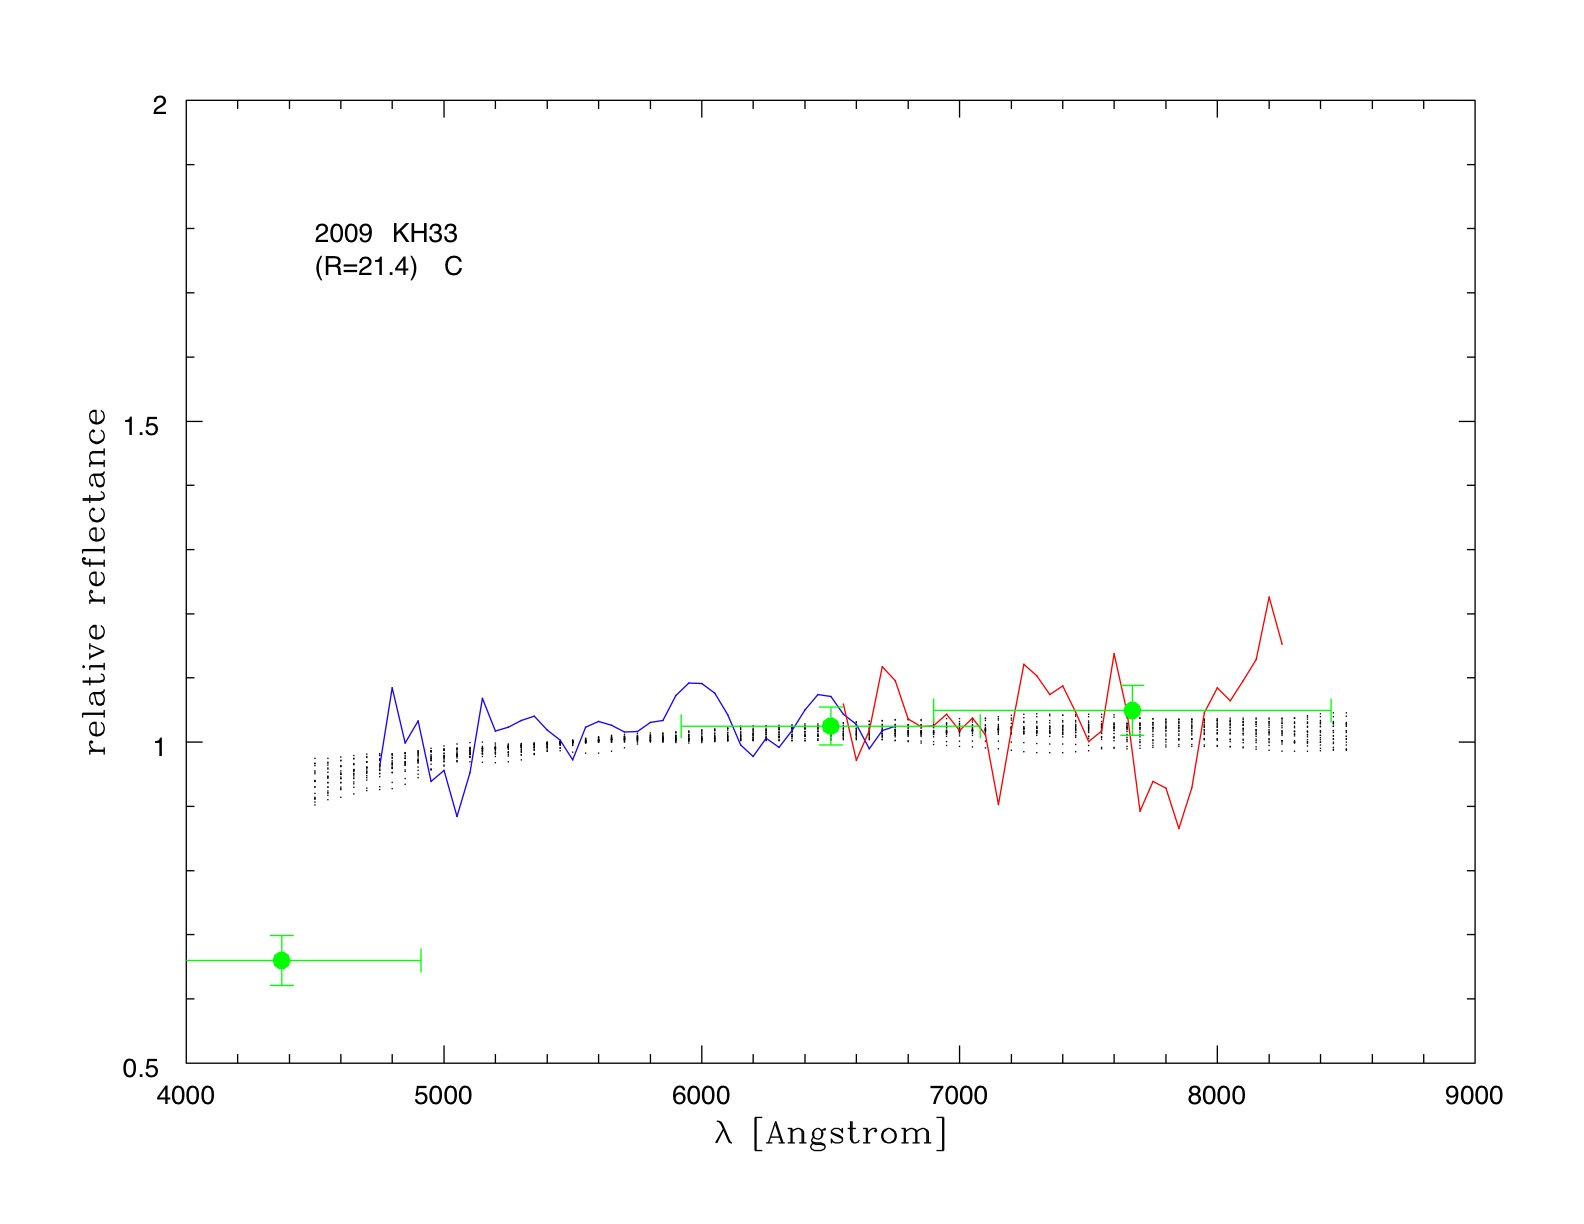 2
2009 KH33
(R=21.4) C
1.5
relative reflectance
1
0.5
4000 5000 6000 7000 8000 9000
λ [Angstrom]